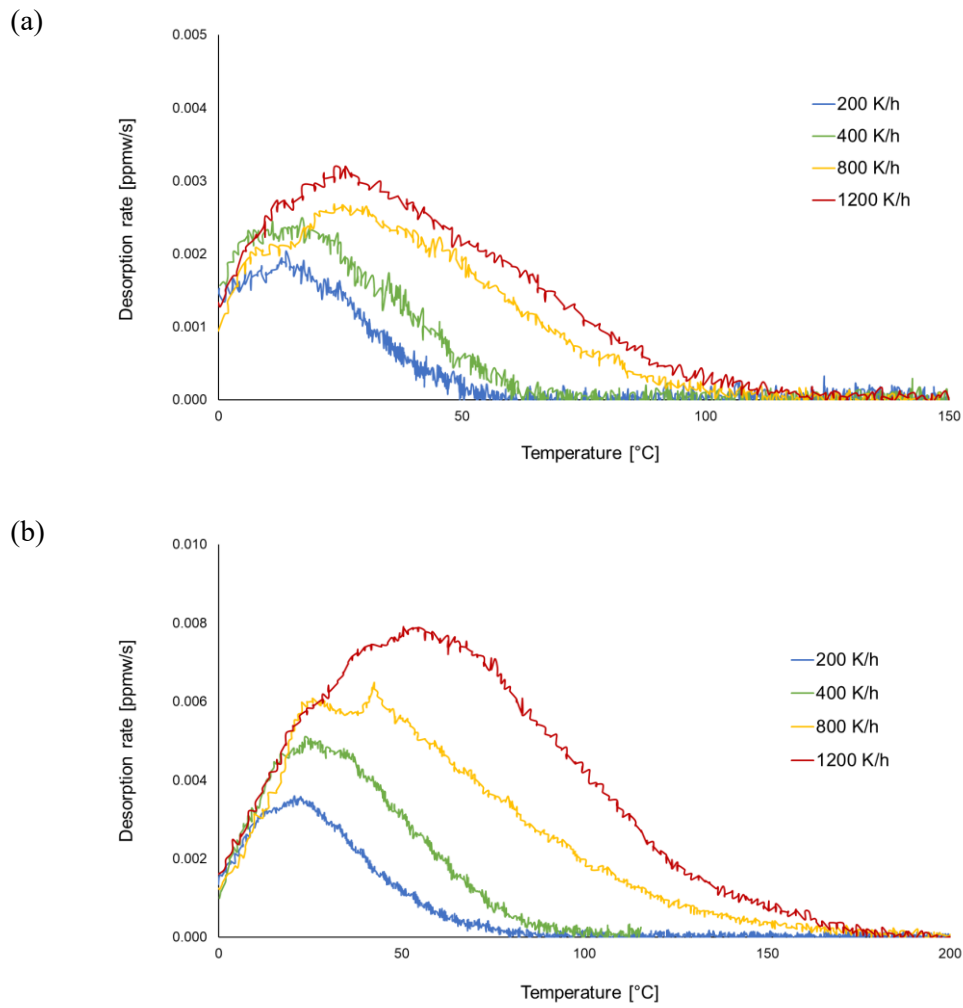 (a)
0.005
0.004
0.003
0.002
0.001
0.000
Desorption rate [ppmw/s]
200 K/h
400 K/h
800 K/h
1200 K/h
0
50
100
150
Temperature [°C]
(b)
0.010
0.008
0.006
0.004
0.002
0.000
Desorption rate [ppmw/s]
200 K/h
400 K/h
800 K/h
1200 K/h
0
50
100
150
200
Temperature [°C]